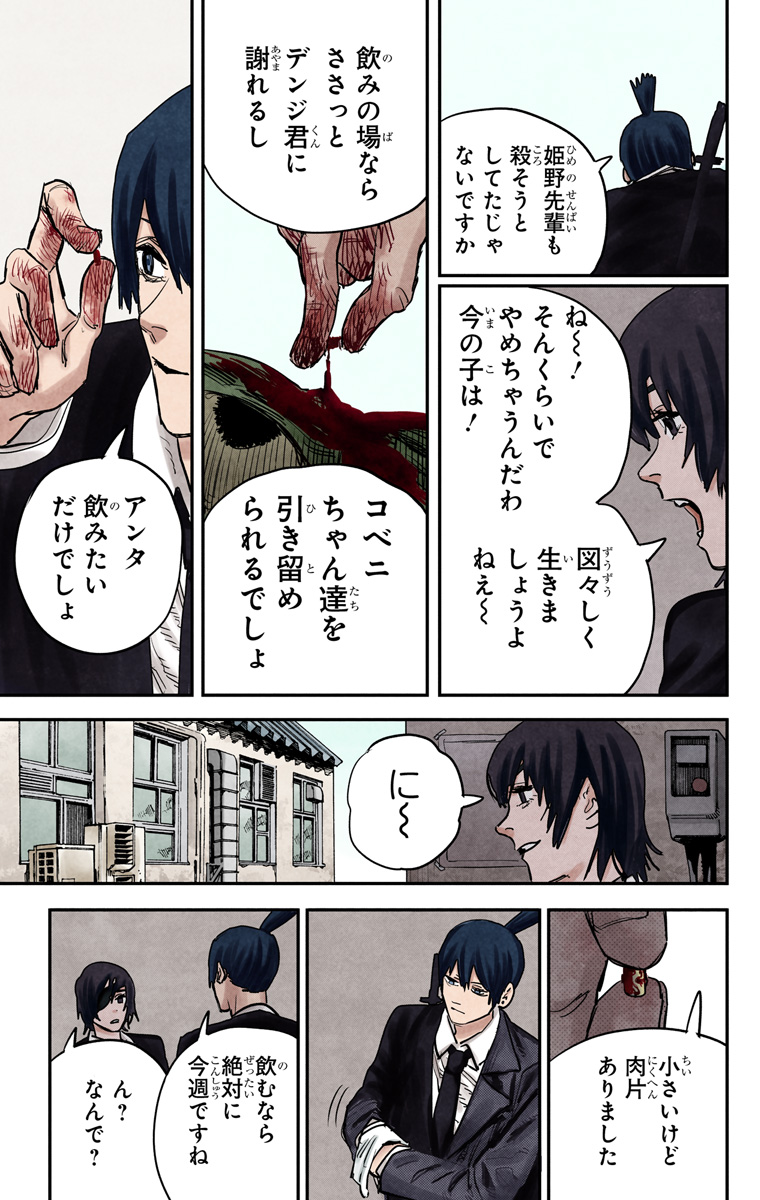 姫野先輩も
殺そうと
してたじゃ
ないですか
ね〜!
そんくらいで
やめちゃうんだわ
今の子は!
図々しく
生きま
しょうよ
ねえ〜
飲みの場なら
ささっと
デンジ君に
謝れるし
コベニ
ちゃん達を
引き留め
られるでしょ
アンタ
飲みたい
だけでしょ
に〜
小さいけど
肉片
ありました
飲むなら
絶対に
今週ですね
ん?
なんで?